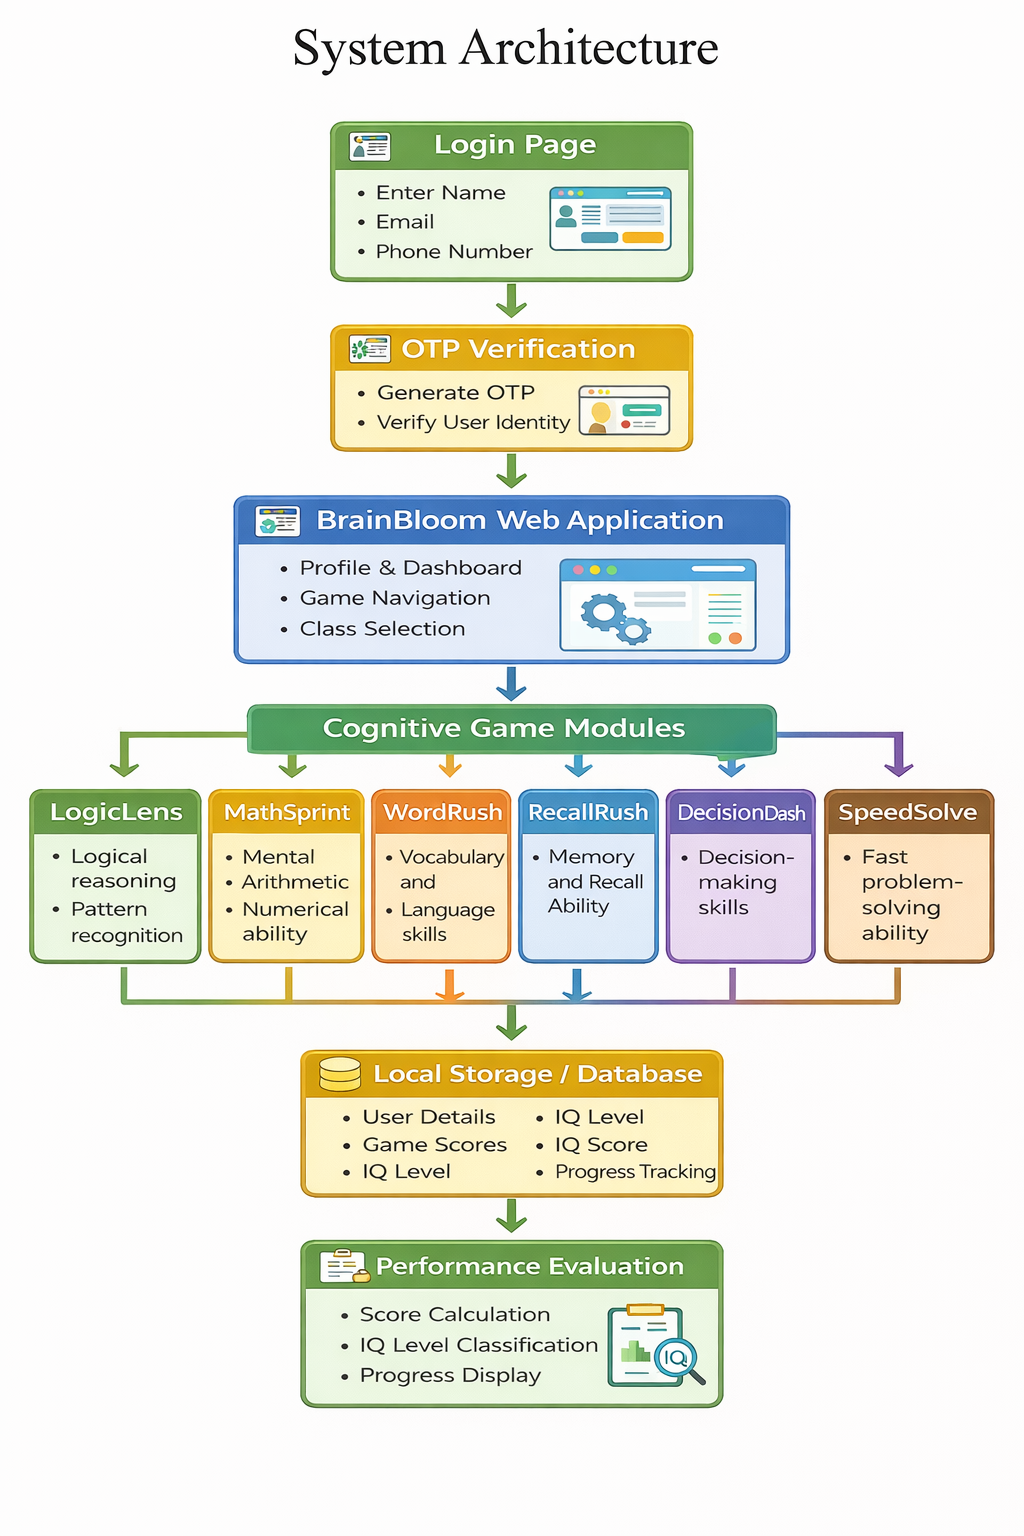 System Architecture
Login Page
• Enter Name
• Email
• Phone Number
OTP Verification
• Generate OTP
• Verify User Identity
BrainBloom Web Application
• Profile & Dashboard
• Game Navigation
• Class Selection
Cognitive Game Modules
LogicLens
• Logical
reasoning
• Pattern
recognition
MathSprint
• Mental
• Arithmetic
• Numerical
ability
WordRush
• Vocabulary
and
• Language
skills
RecallRush
• Memory
and Recall
Ability
DecisionDash
• Decision-
making
skills
SpeedSolve
• Fast
problem-
solving
ability
Local Storage / Database
• User Details
• Game Scores
• IQ Level
• IQ Level
• IQ Score
• Progress Tracking
Performance Evaluation
• Score Calculation
• IQ Level Classification
• Progress Display
IQ